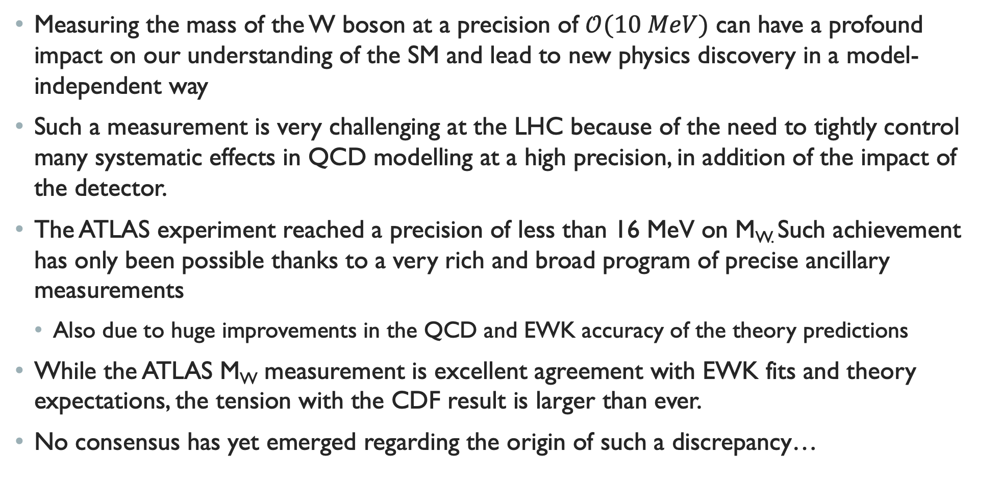 • Measuring the mass of the W boson at a precision of 𝒪(10 MeV) can have a profound
impact on our understanding of the SM and lead to new physics discovery in a model-
independent way
• Such a measurement is very challenging at the LHC because of the need to tightly control
many systematic effects in QCD modelling at a high precision, in addition of the impact of
the detector.
• The ATLAS experiment reached a precision of less than 16 MeV on M_W. Such achievement
has only been possible thanks to a very rich and broad program of precise ancillary
measurements
• Also due to huge improvements in the QCD and EWK accuracy of the theory predictions
• While the ATLAS M_W measurement is excellent agreement with EWK fits and theory
expectations, the tension with the CDF result is larger than ever.
• No consensus has yet emerged regarding the origin of such a discrepancy…